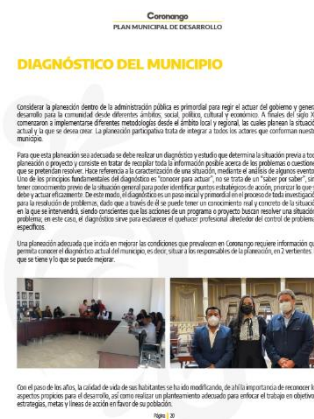 Coronango
PLAN MUNICIPAL DE DESARROLLO
DIAGNÓSTICO DEL MUNICIPIO
Considerar la planeación dentro de la administración pública es primordial para regir el actuar del gobierno y genera
desarrollo para la comunidad desde diferentes ámbitos; social, político, cultural y económico. A finales del siglo X
comenzaron a implementarse diferentes metodologías desde el ámbito local y regional, las cuales planean la situació
actual y la que se desea crear. La planeación participativa trata de integrar a todos los actores que conforman nuest
municipio.
Para que esta planeación sea adecuada se debe realizar un diagnóstico y estudio que determina la situación previa a to
planeación o proyecto y consiste en tratar de recopilar toda la información posible acerca de los problemas o cuestione
que se pretendan resolver. Hace referencia a la caracterización de una situación, mediante el análisis de algunos evento
Uno de los principios fundamentales del diagnóstico es "conocer para actuar", no se trata de un "saber por saber", sin
tener conocimiento previo de la situación general para poder identificar puntos estratégicos de acción, priorizar lo que
debe y actuar eficazmente. De este modo, el diagnóstico es un paso inicial y primordial en el proceso de toda investigació
para la resolución de problemas, dado que a través de él se puede tener un conocimiento real y concreto de la situació
en la que se intervendrá, siendo conscientes que las acciones de un programa o proyecto buscan resolver una situació
problema; en este caso, el diagnóstico sirve para esclarecer el quehacer profesional alrededor del control de problema
específicos.
Una planeación adecuada que incida en mejorar las condiciones que prevalecen en Coronango requiere información qu
permita conocer el diagnóstico actual del municipio, es decir, situar a los responsables de la planeación, en 2 vertientes
que se tiene y lo que se puede mejorar.
Con el paso de los años, la calidad de vida de sus habitantes se ha ido modificando, de ahí la importancia de reconocer l
aspectos propicios para el desarrollo, así como realizar un planteamiento adecuado para enfocar el trabajo en objetivo
estrategias, metas y líneas de acción en favor de su población.
Página | 20